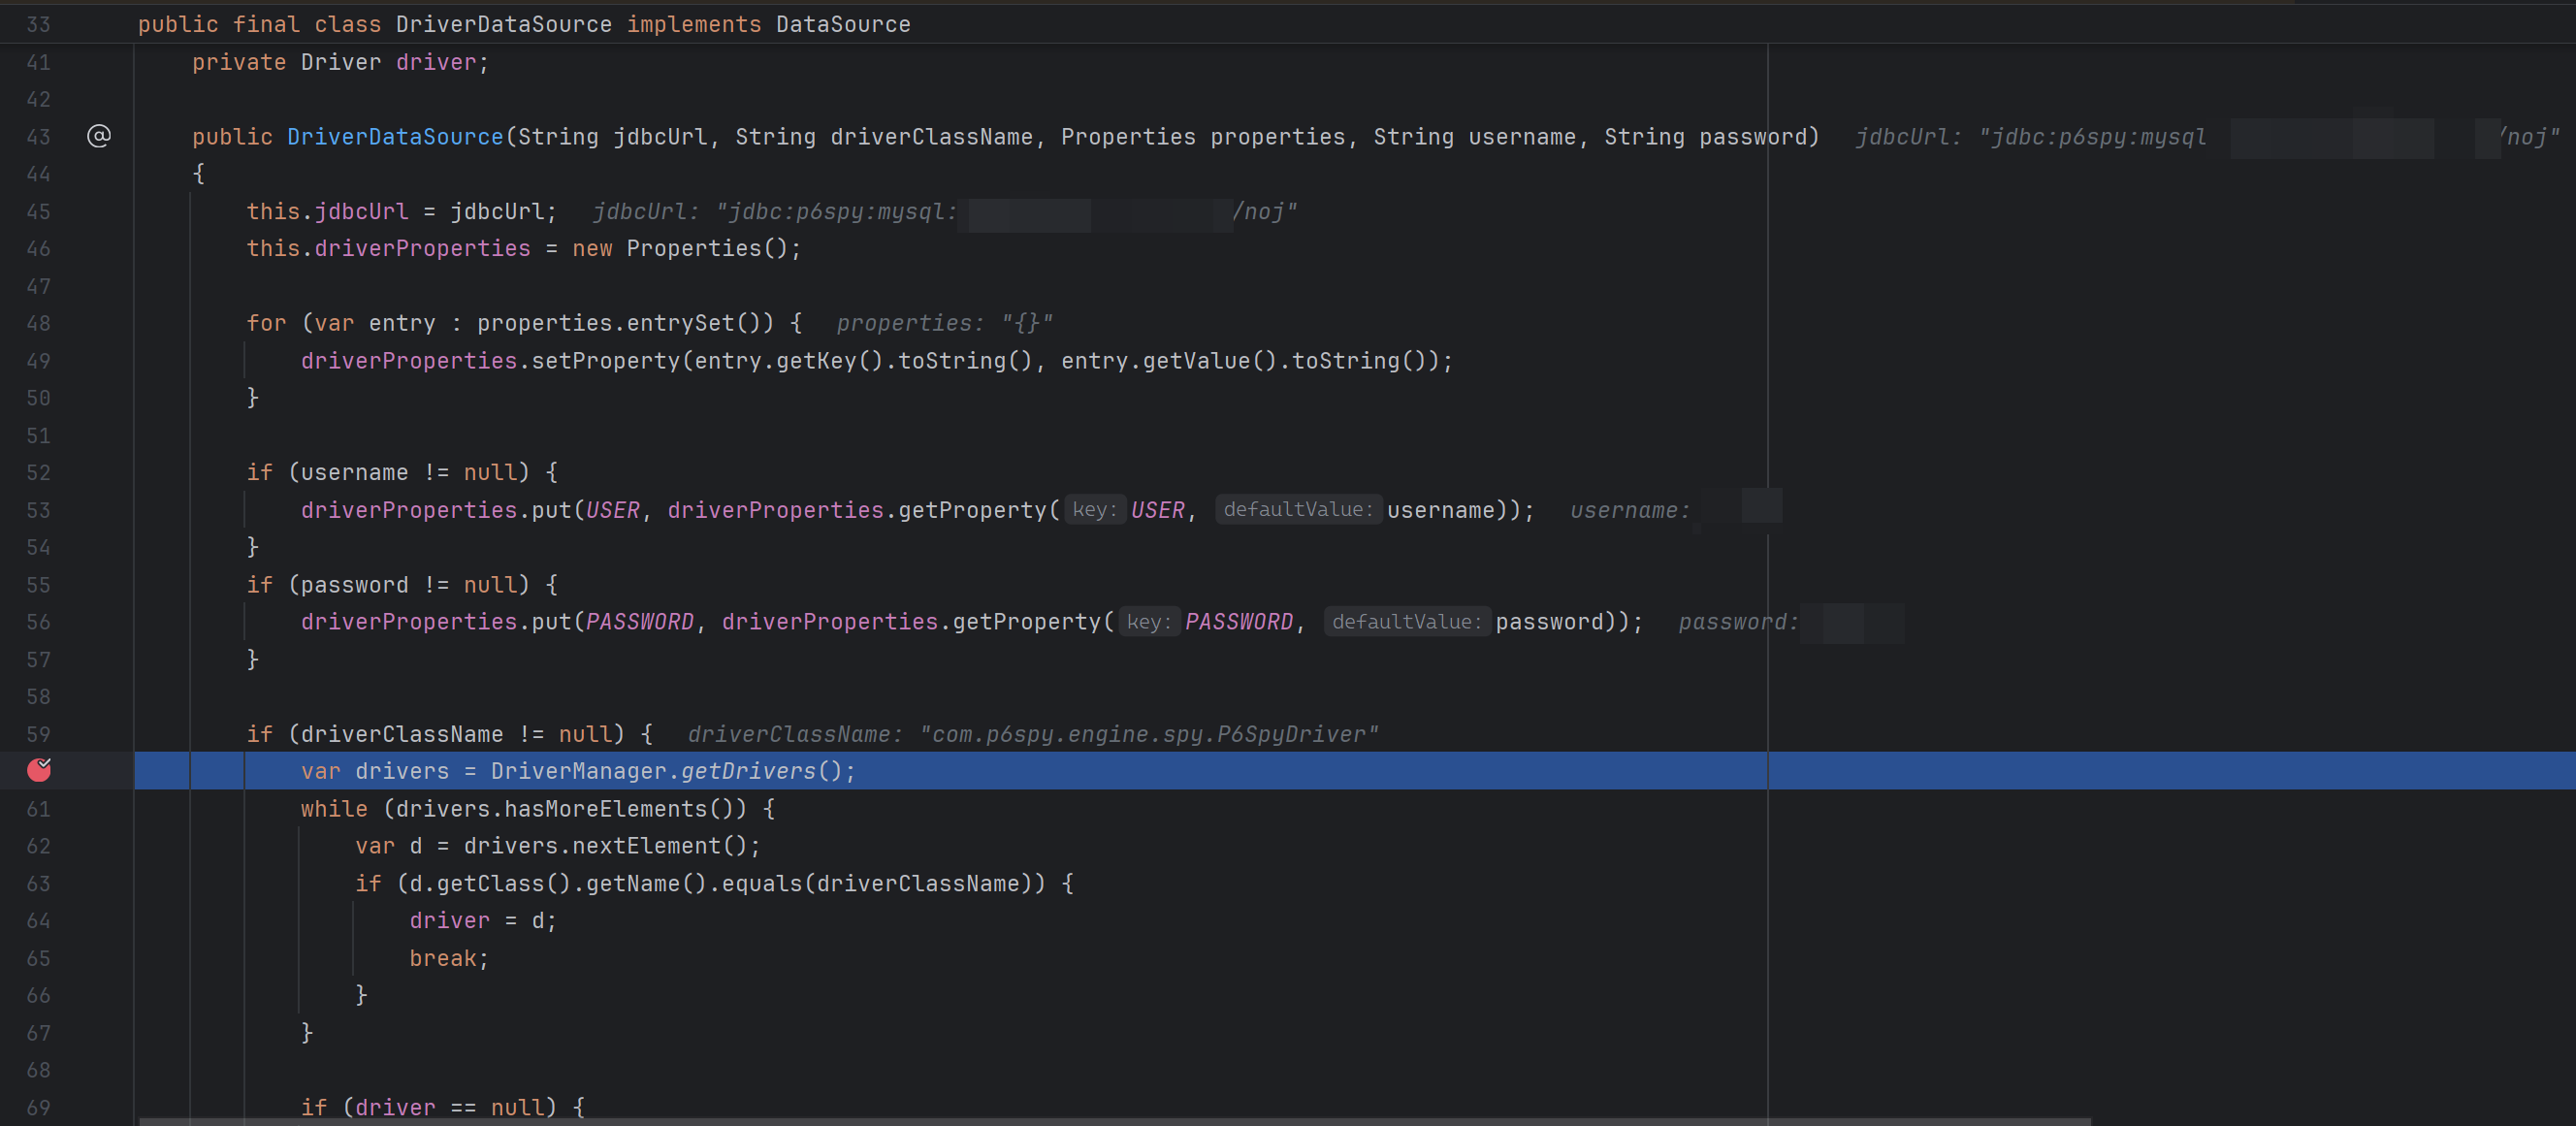 33 public final class DriverDataSource implements DataSource
41 private Driver driver;
42
43 @ public DriverDataSource(String jdbcUrl, String driverClassName, Properties properties, String username, String password) jdbcUrl: "jdbc:p6spy:mysql /noj"
44 {
45 this.jdbcUrl = jdbcUrl; jdbcUrl: "jdbc:p6spy:mysql: /noj"
46 this.driverProperties = new Properties();
47
48 for (var entry : properties.entrySet()) { properties: "{}"
49 driverProperties.setProperty(entry.getKey().toString(), entry.getValue().toString());
50 }
51
52 if (username != null) {
53 driverProperties.put(USER, driverProperties.getProperty( key: USER, defaultValue: username)); username:
54 }
55 if (password != null) {
56 driverProperties.put(PASSWORD, driverProperties.getProperty( key: PASSWORD, defaultValue: password)); password:
57 }
58
59 if (driverClassName != null) { driverClassName: "com.p6spy.engine.spy.P6SpyDriver"
var drivers = DriverManager.getDrivers();
61 while (drivers.hasMoreElements()) {
62 var d = drivers.nextElement();
63 if (d.getClass().getName().equals(driverClassName)) {
64 driver = d;
65 break;
66 }
67 }
68
69 if (driver == null) {